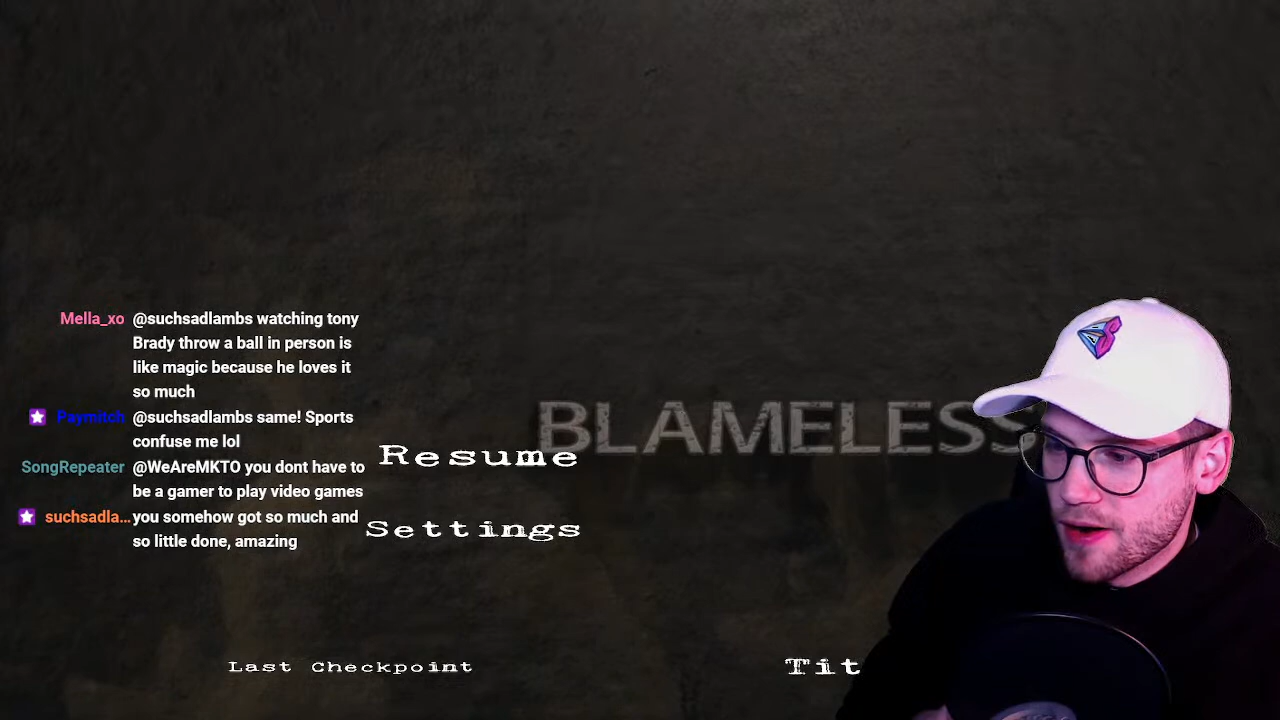 Mella_xo @suchsadlambs watching tony
Brady throw a ball in person is
like magic because he loves it
so much
Paymitch @suchsadlambs same! Sports
confuse me lol
SongRepeater @WeAreMKTO you dont have to
be a gamer to play video games
suchsadla... you somehow got so much and
so little done, amazing
BLAMELESS
Resume
Settings
Last Checkpoint
Tit